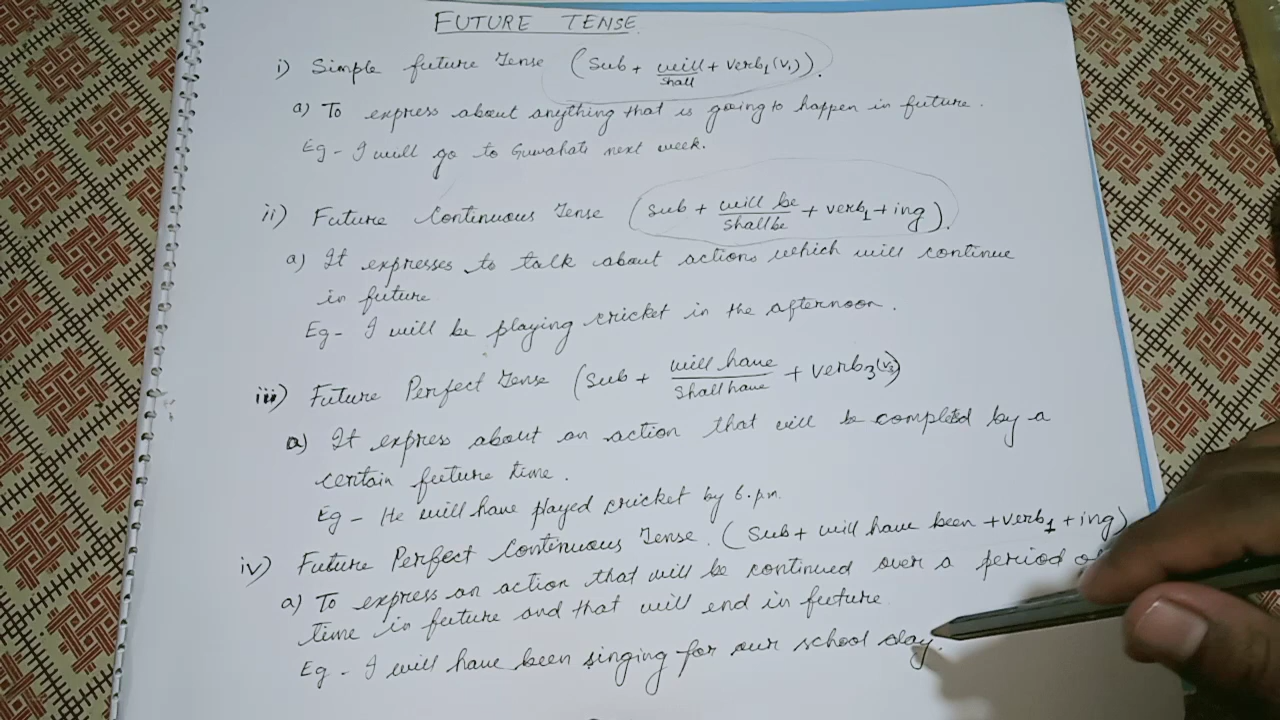 FUTURE TENSE.
i) Simple future Tense (Sub + will/shall + Verb₁(V₁)).
a) To express about anything that is going to happen in future.
Eg - I will go to Guwahati next week.
ii) Future Continuous Tense (sub + will be/shall be + verb₁ + ing).
a) It expresses to talk about actions which will continue
in future
Eg - I will be playing cricket in the afternoon.
iii) Future Perfect Tense (Sub + will have/shall have + verb₃(V₃))
a) It express about an action that will be completed by a
certain future time.
Eg - He will have played cricket by 6.pm.
iv) Future Perfect Continuous Tense. (Sub + will have been + verb₁ + ing)
a) To express an action that will be continued over a period
time in future and that will end in future
Eg - I will have been singing for our school day.